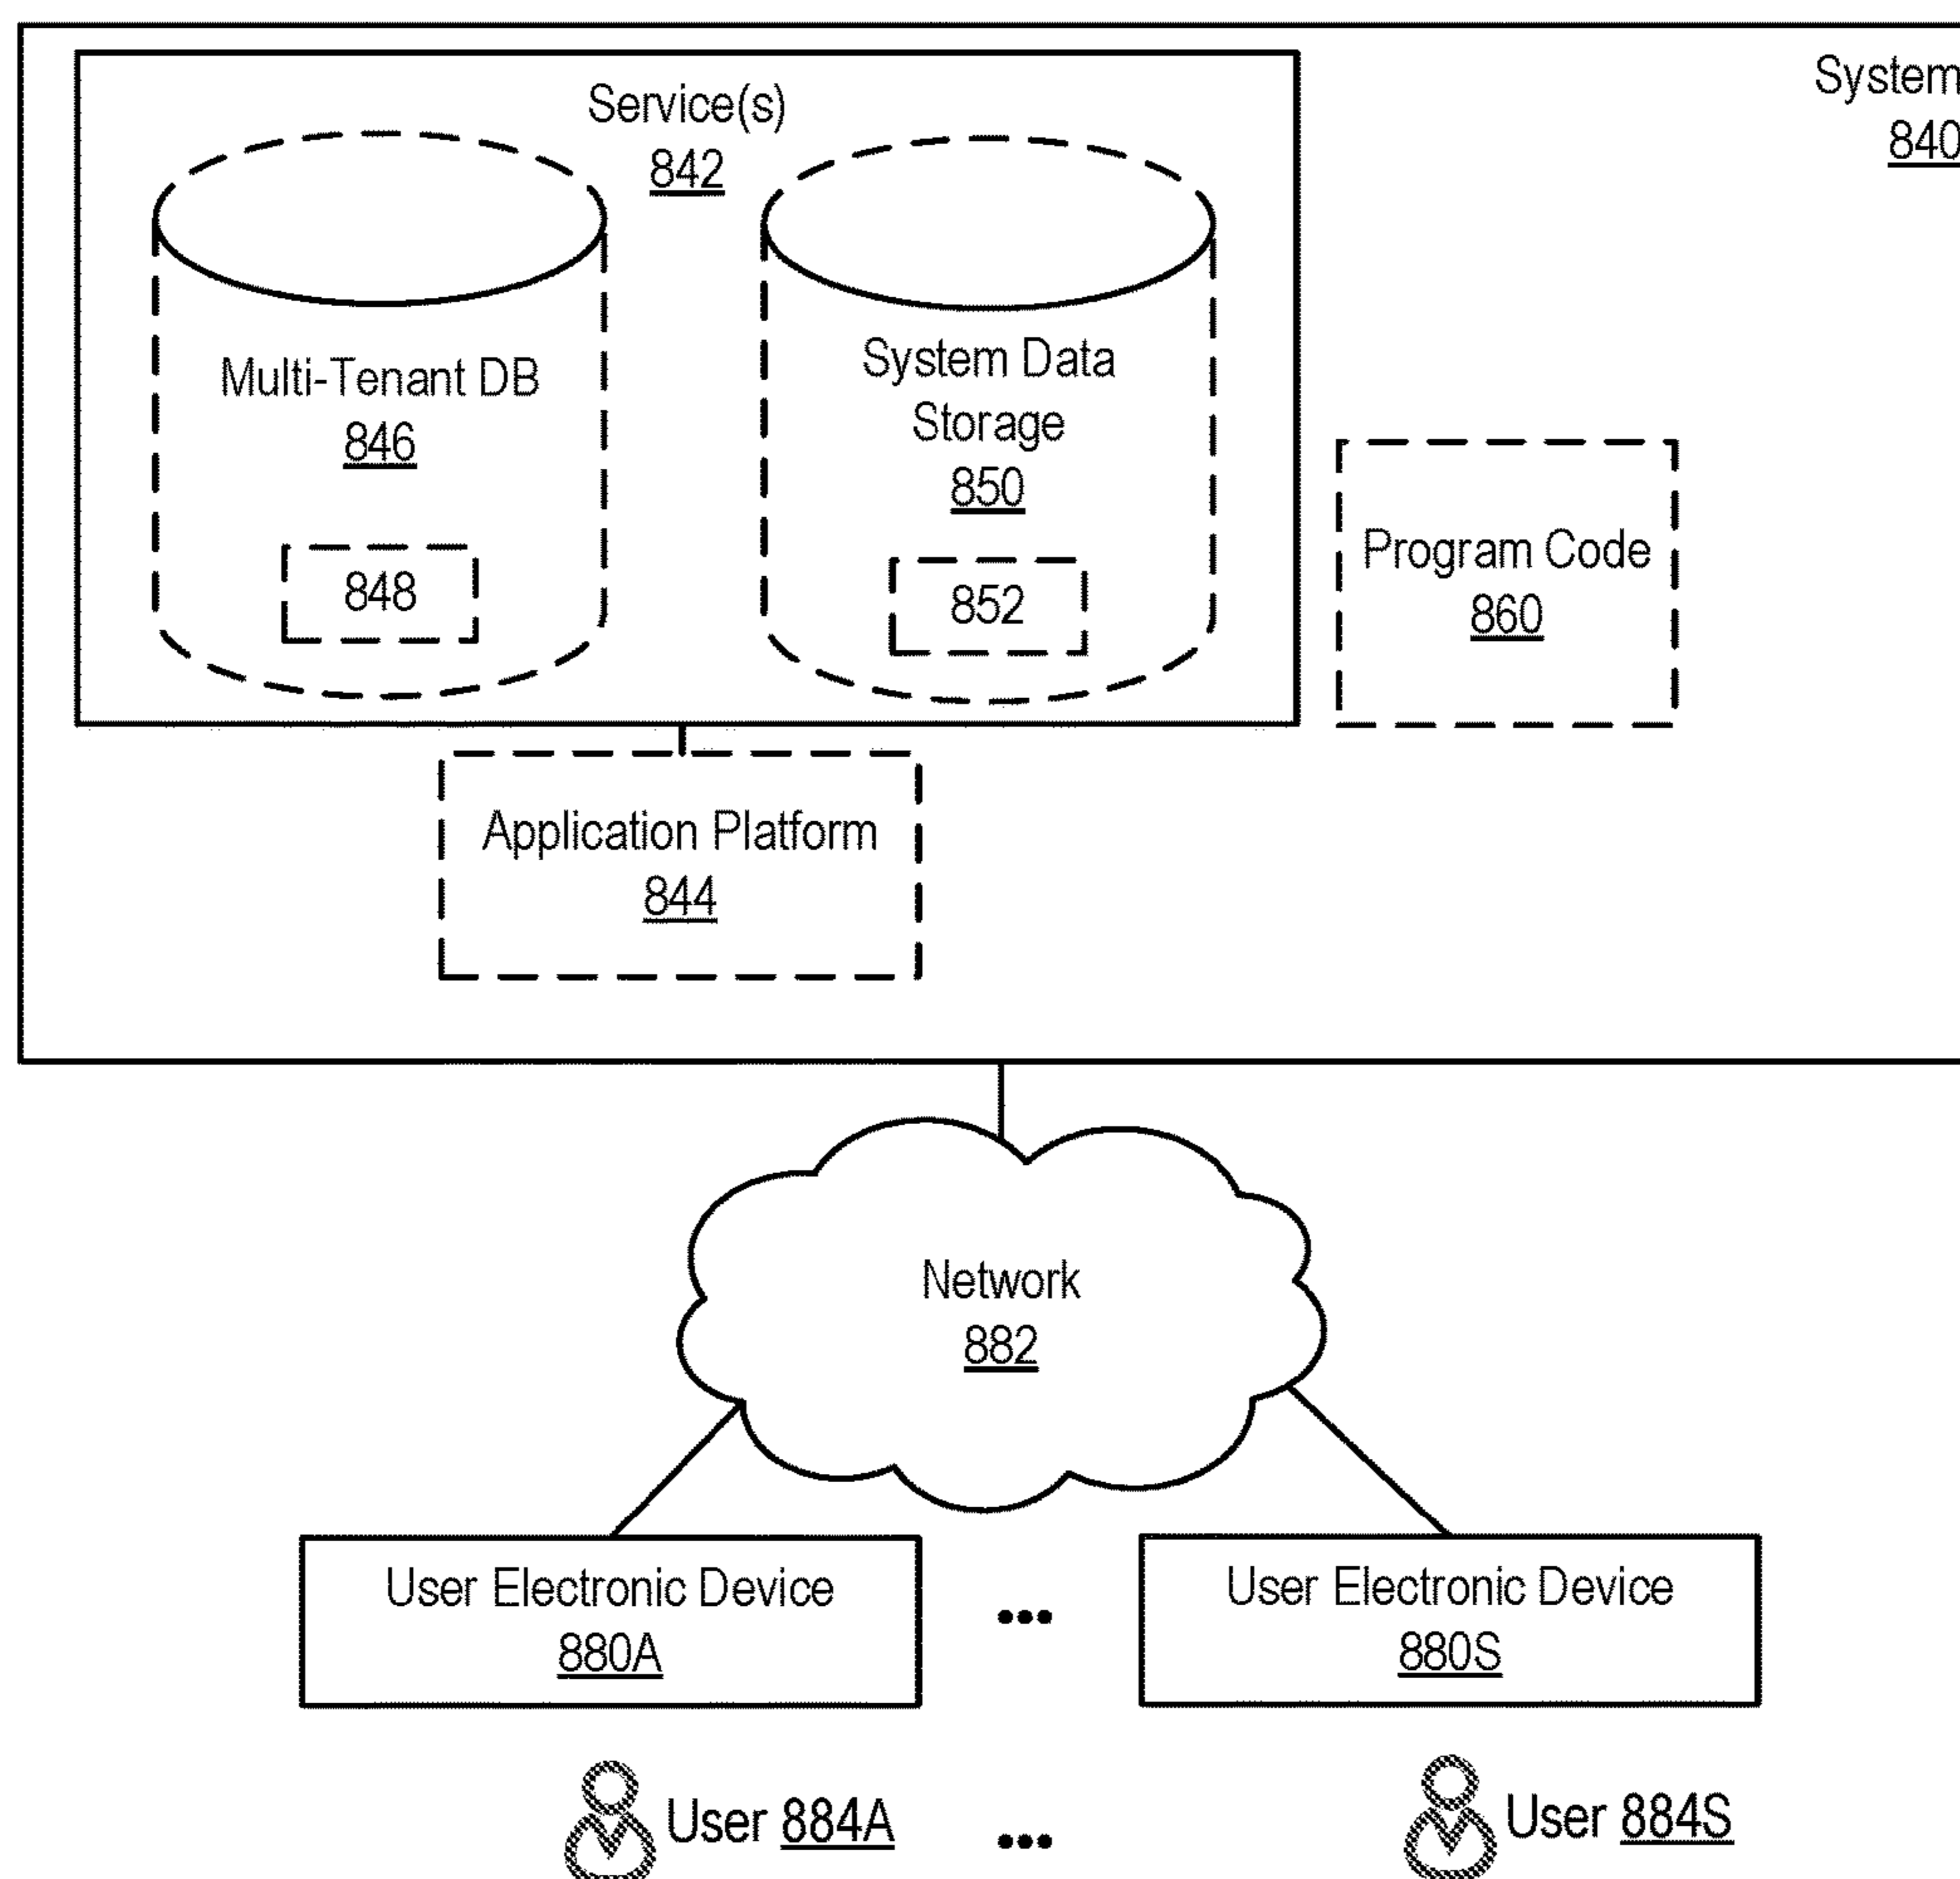 System
840
Service(s)
842
Multi-Tenant DB
846
848
System Data
Storage
850
852
Program Code
860
Application Platform
844
Network
882
User Electronic Device
880A
...
User Electronic Device
880S
User 884A
...
User 884S